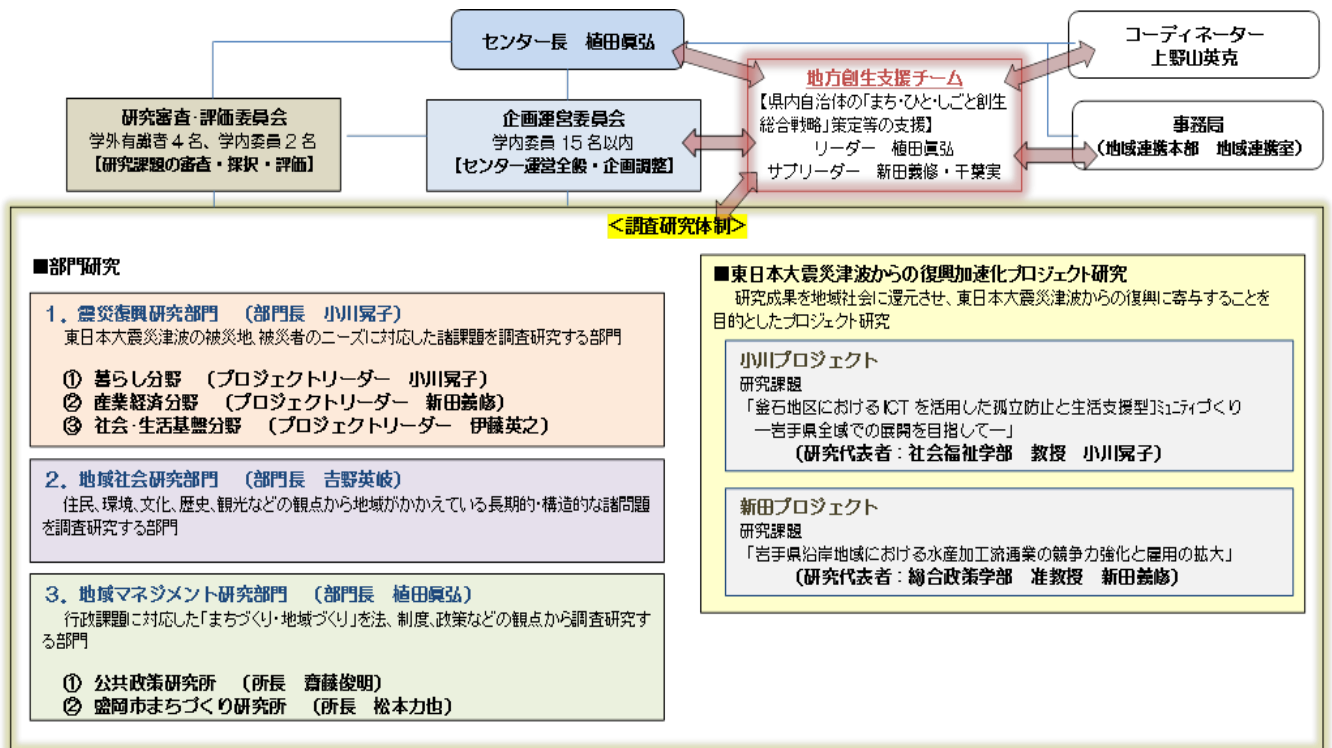 センター長　植田眞弘
コーディネーター
上野山英克
地方創生支援チーム
【県内自治体の「まち・ひと・しごと創生
総合戦略」策定等の支援】
リーダー　植田眞弘
サブリーダー　新田義修・千葉実
研究審査・評価委員会
学外有識者４名、学内委員２名
【研究課題の審査・採択・評価】
企画運営委員会
学内委員 15 名以内
【センター運営全般・企画調整】
事務局
（地域連携本部　地域連携室）
＜調査研究体制＞
■部門研究
１．震災復興研究部門　（部門長　小川晃子）
東日本大震災津波の被災地、被災者のニーズに対応した諸課題を調査研究する部門
① 暮らし分野　（プロジェクトリーダー　小川晃子）
② 産業経済分野　（プロジェクトリーダー　新田義修）
③ 社会・生活基盤分野　（プロジェクトリーダー　伊藤英之）
２．地域社会研究部門　（部門長　吉野英岐）
住民、環境、文化、歴史、観光などの観点から地域がかかえている長期的・構造的な諸問題
を調査研究する部門
３．地域マネジメント研究部門　（部門長　植田眞弘）
行政課題に対応した「まちづくり・地域づくり」を法、制度、政策などの観点から調査研究す
る部門
① 公共政策研究所　（所長　齋藤俊明）
② 盛岡市まちづくり研究所　（所長　松本力也）
■東日本大震災津波からの復興加速化プロジェクト研究
研究成果を地域社会に還元させ、東日本大震災津波からの復興に寄与することを
目的としたプロジェクト研究
小川プロジェクト
研究課題
「釜石地区における ICT を活用した孤立防止と生活支援型コミュニティづくり
―岩手県全域での展開を目指して―」
（研究代表者：社会福祉学部　教授　小川晃子）
新田プロジェクト
研究課題
「岩手県沿岸地域における水産加工流通業の競争力強化と雇用の拡大」
（研究代表者：総合政策学部　准教授　新田義修）